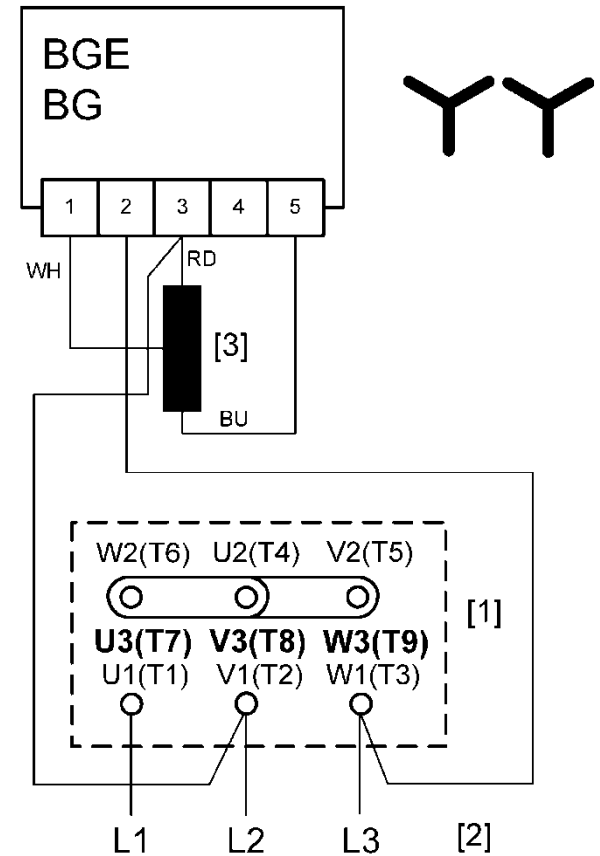 BGE
BG
1 2 3 4 5
WH
RD
[3]
BU
W2(T6) U2(T4) V2(T5)
[1]
U3(T7) V3(T8) W3(T9)
U1(T1) V1(T2) W1(T3)
L1 L2 L3 [2]